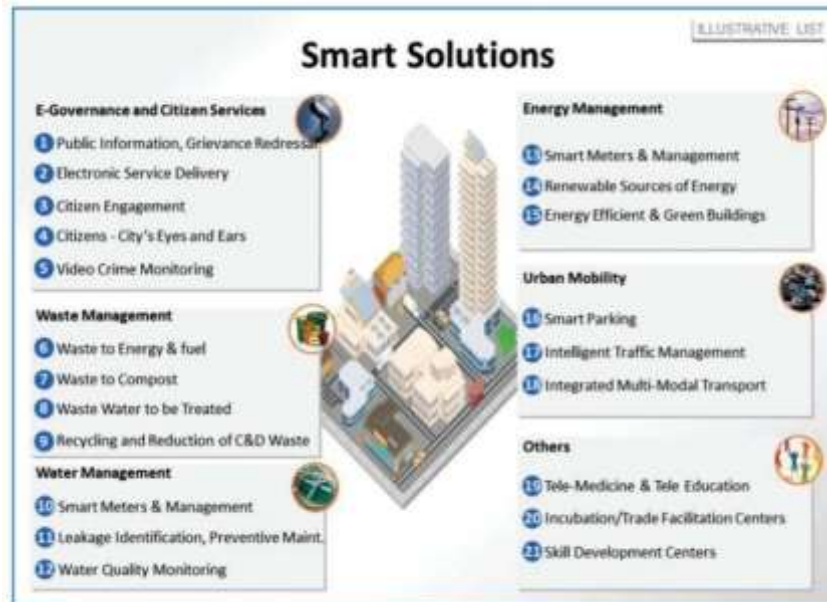 ILLUSTRATIVE LIST
Smart Solutions
E-Governance and Citizen Services
1 Public Information, Grievance Redressal
2 Electronic Service Delivery
3 Citizen Engagement
4 Citizens - City's Eyes and Ears
5 Video Crime Monitoring
Waste Management
6 Waste to Energy & fuel
7 Waste to Compost
8 Waste Water to be Treated
9 Recycling and Reduction of C&D Waste
Water Management
10 Smart Meters & Management
11 Leakage Identification, Preventive Maint.
12 Water Quality Monitoring
Energy Management
13 Smart Meters & Management
14 Renewable Sources of Energy
15 Energy Efficient & Green Buildings
Urban Mobility
16 Smart Parking
17 Intelligent Traffic Management
18 Integrated Multi-Modal Transport
Others
19 Tele-Medicine & Tele Education
20 Incubation/Trade Facilitation Centers
21 Skill Development Centers